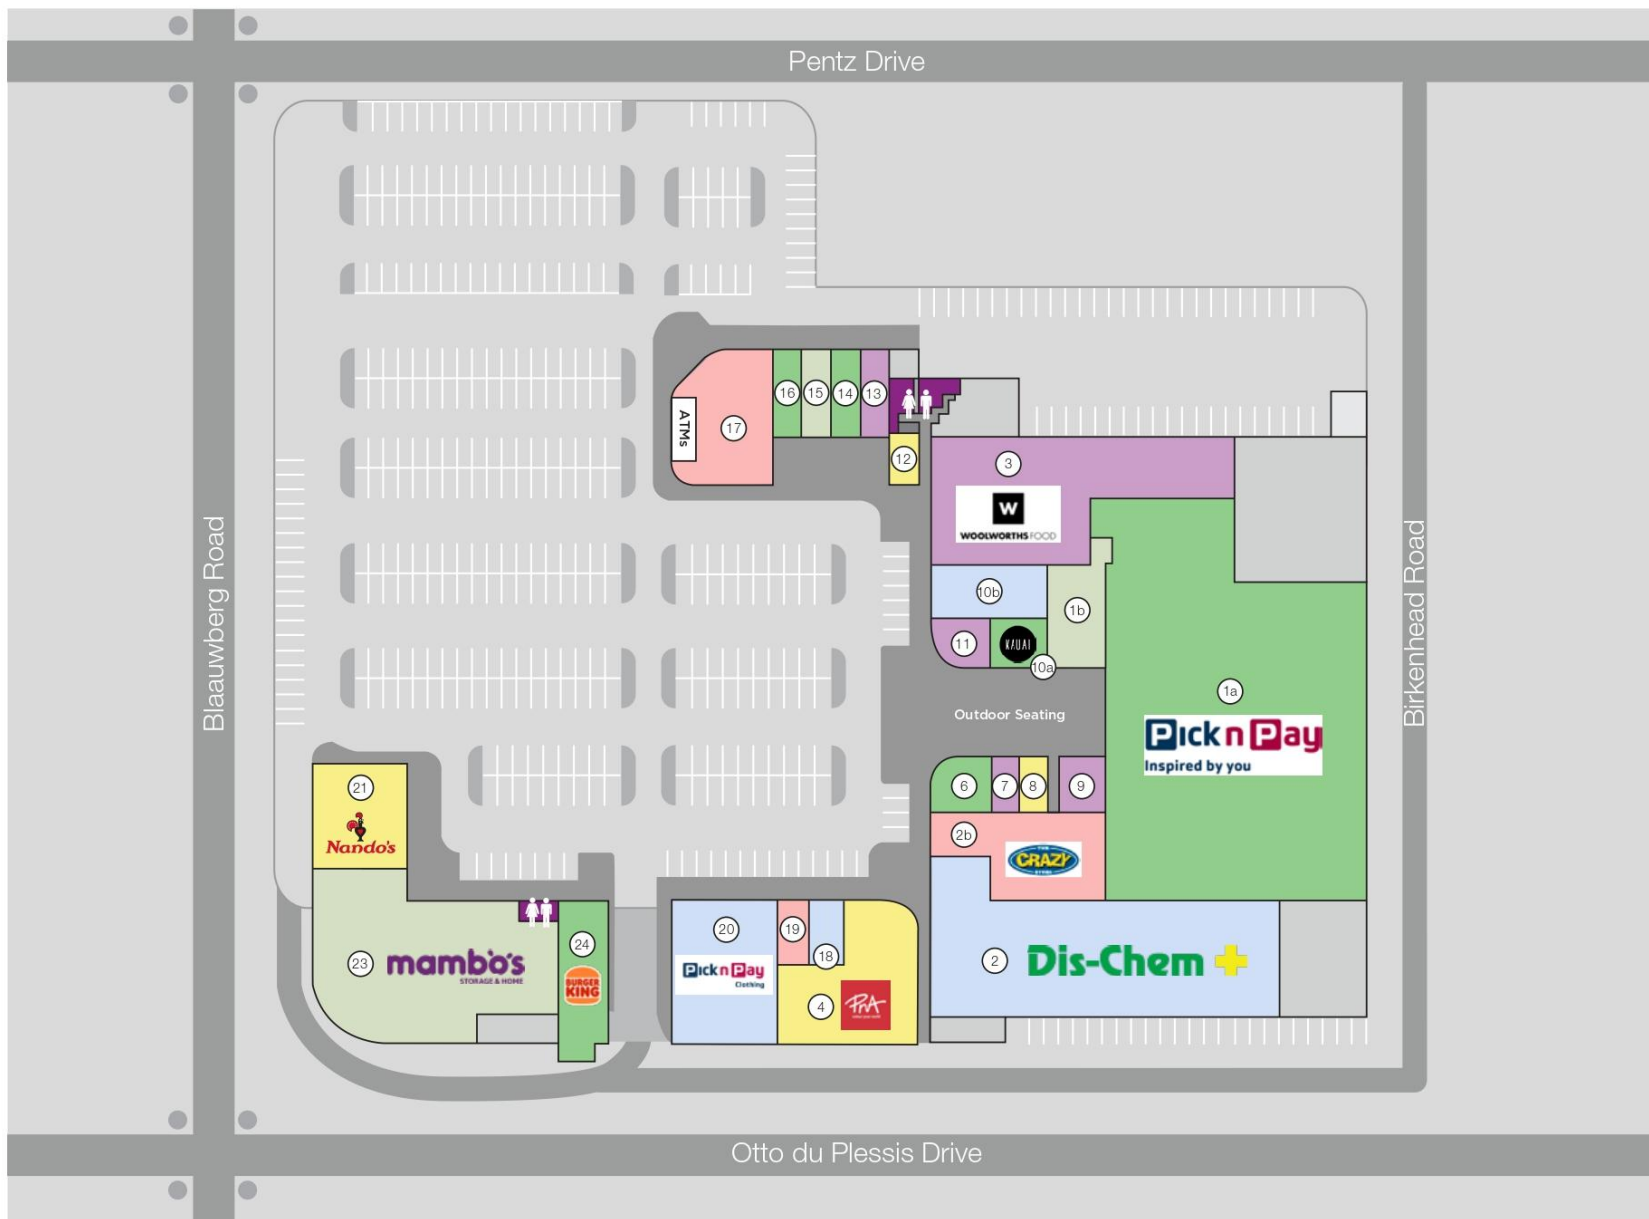 Pentz Drive
16
15
14
13
ATMs
17
12
3
W
WOOLWORTHS FOOD
Blaauwberg Road
Birkenhead Road
10b
1b
11
KAUAI
10a
1a
Outdoor Seating
Pick n Pay
Inspired by you
21
Nando's
6
7
8
9
2b
THE
CRAZY
STORE
20
19
18
24
23
mambo's
STORAGE & HOME
BURGER
KING
Pick n Pay
Clothing
4
PNA
2
Dis-Chem
Otto du Plessis Drive